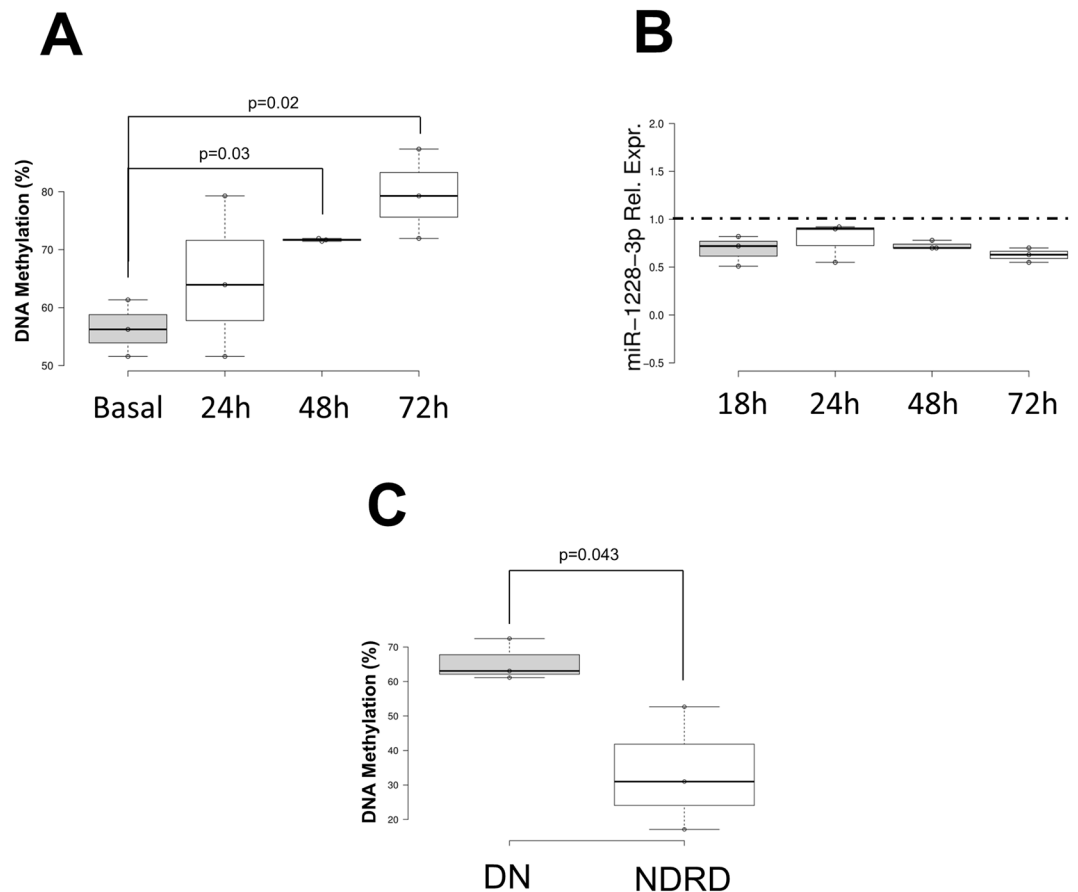 A
p=0.02
p=0.03
DNA Methylation (%)
80
70
60
50
Basal 24h 48h 72h
B
miR-1228-3p Rel. Expr.
2.0
1.5
1.0
0.5
0.0
-0.5
18h 24h 48h 72h
C
p=0.043
DNA Methylation (%)
70
60
50
40
30
20
DN NDRD